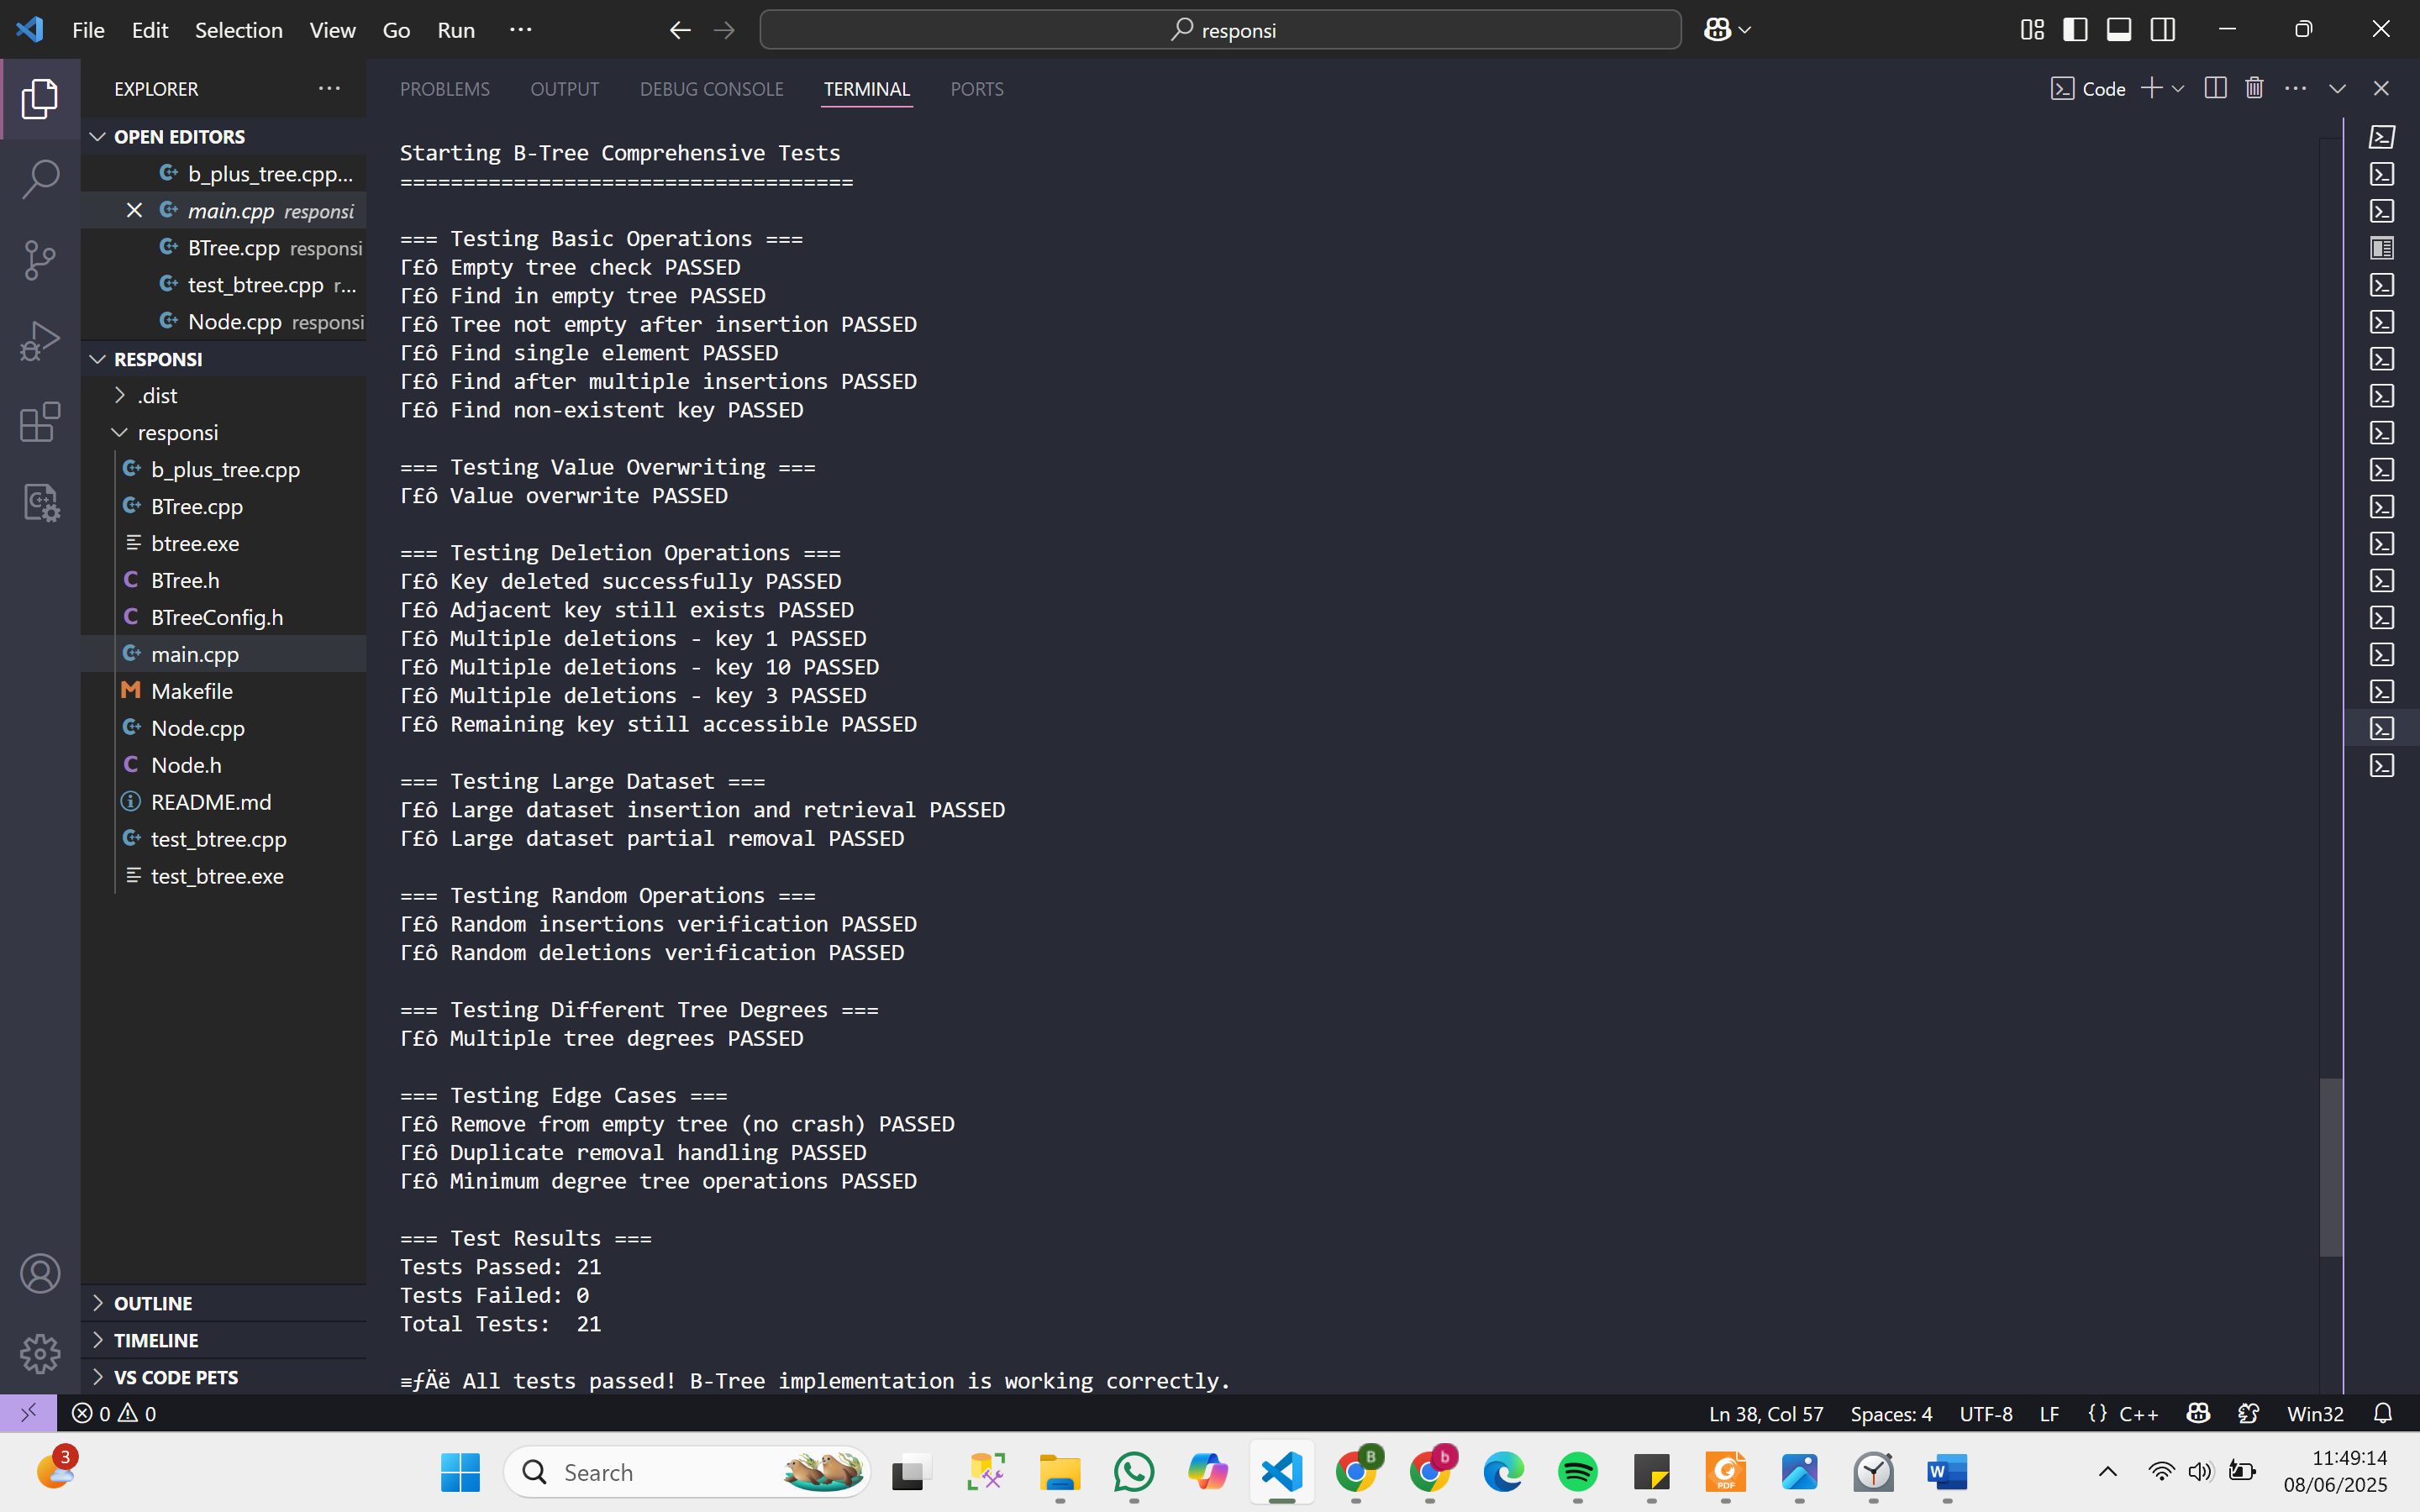 File Edit Selection View Go Run ···
responsi
EXPLORER
OPEN EDITORS
b_plus_tree.cpp...
main.cpp responsi
BTree.cpp responsi
test_btree.cpp r...
Node.cpp responsi
RESPONSI
.dist
responsi
b_plus_tree.cpp
BTree.cpp
btree.exe
BTree.h
BTreeConfig.h
main.cpp
Makefile
Node.cpp
Node.h
README.md
test_btree.cpp
test_btree.exe
OUTLINE
TIMELINE
VS CODE PETS
PROBLEMS OUTPUT DEBUG CONSOLE TERMINAL PORTS
Code
Starting B-Tree Comprehensive Tests
====================================
=== Testing Basic Operations ===
Γ£ô Empty tree check PASSED
Γ£ô Find in empty tree PASSED
Γ£ô Tree not empty after insertion PASSED
Γ£ô Find single element PASSED
Γ£ô Find after multiple insertions PASSED
Γ£ô Find non-existent key PASSED
=== Testing Value Overwriting ===
Γ£ô Value overwrite PASSED
=== Testing Deletion Operations ===
Γ£ô Key deleted successfully PASSED
Γ£ô Adjacent key still exists PASSED
Γ£ô Multiple deletions - key 1 PASSED
Γ£ô Multiple deletions - key 10 PASSED
Γ£ô Multiple deletions - key 3 PASSED
Γ£ô Remaining key still accessible PASSED
=== Testing Large Dataset ===
Γ£ô Large dataset insertion and retrieval PASSED
Γ£ô Large dataset partial removal PASSED
=== Testing Random Operations ===
Γ£ô Random insertions verification PASSED
Γ£ô Random deletions verification PASSED
=== Testing Different Tree Degrees ===
Γ£ô Multiple tree degrees PASSED
=== Testing Edge Cases ===
Γ£ô Remove from empty tree (no crash) PASSED
Γ£ô Duplicate removal handling PASSED
Γ£ô Minimum degree tree operations PASSED
=== Test Results ===
Tests Passed: 21
Tests Failed: 0
Total Tests:  21
≡ƒÄë All tests passed! B-Tree implementation is working correctly.
0 0
Ln 38, Col 57 Spaces: 4 UTF-8 LF {} C++ Win32
3
Search
B
b
PDF
W
11:49:14
08/06/2025